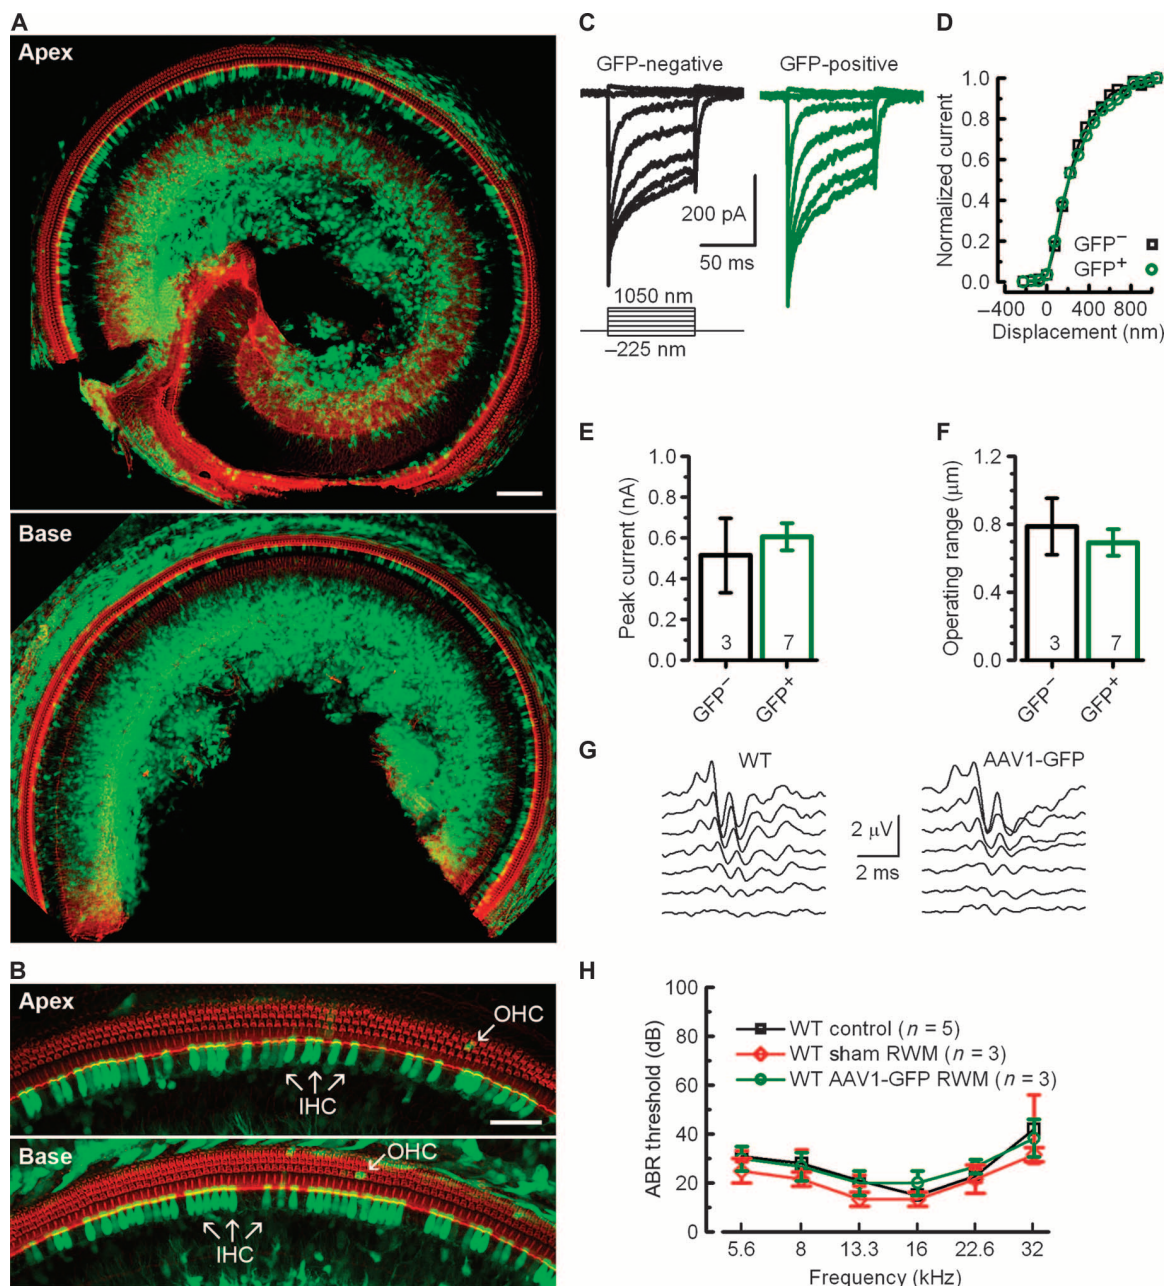 A
Apex
Base
B
Apex
OHC
IHC
Base
OHC
IHC
C
GFP-negative
GFP-positive
200 pA
50 ms
1050 nm
–225 nm
D
Normalized current
1.0
0.8
0.6
0.4
0.2
0.0
GFP⁻
GFP⁺
–400 0 400 800
Displacement (nm)
E
Peak current (nA)
1.0
0.8
0.6
0.4
0.2
0.0
3
7
GFP⁻
GFP⁺
F
Operating range (µm)
1.2
0.8
0.4
0.0
3
7
GFP⁻
GFP⁺
G
WT
AAV1-GFP
2 µV
2 ms
H
ABR threshold (dB)
100
80
60
40
20
0
WT control (n = 5)
WT sham RWM (n = 3)
WT AAV1-GFP RWM (n = 3)
5.6 8 13.3 16 22.6 32
Frequency (kHz)